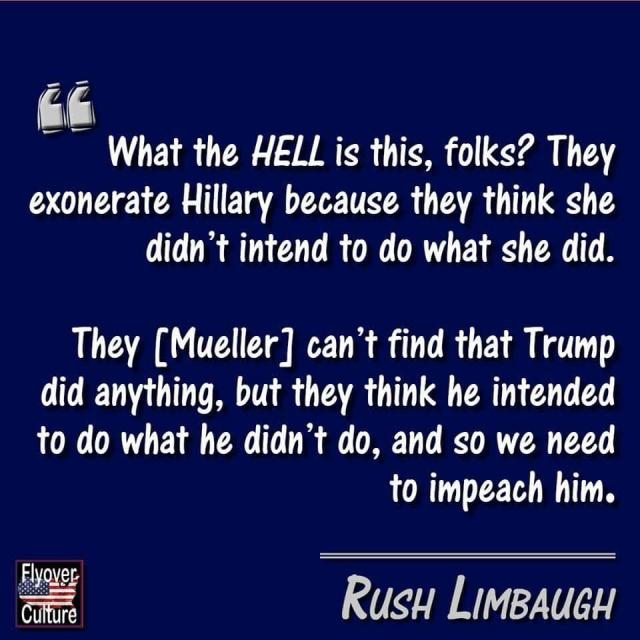 “
What the HELL is this, folks? They
exonerate Hillary because they think she
didn't intend to do what she did.
They [Mueller] can't find that Trump
did anything, but they think he intended
to do what he didn't do, and so we need
to impeach him.
Rush Limbaugh
Flyover
Culture